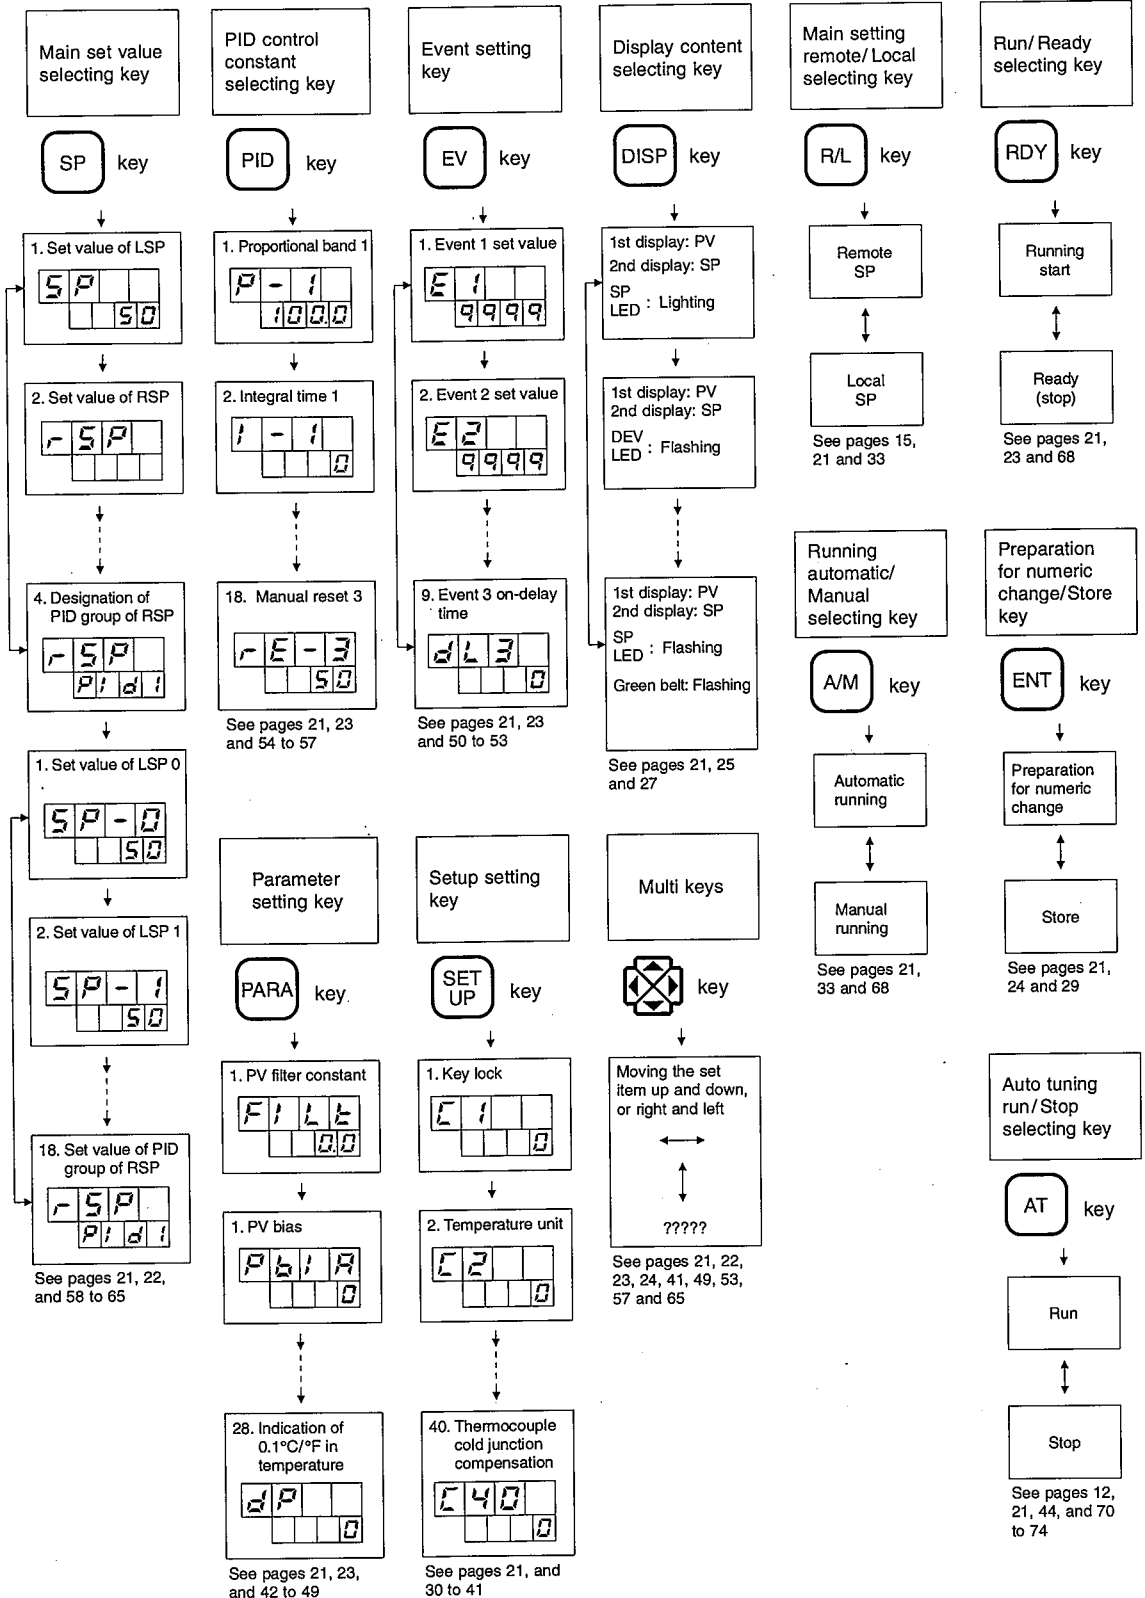 Main set value
selecting key
SP
key
1. Set value of LSP
SP
50
2. Set value of RSP
rSP
4. Designation of
PID group of RSP
rSP
PId1
1. Set value of LSP 0
SP-0
50
2. Set value of LSP 1
SP-1
50
18. Set value of PID
group of RSP
rSP
PId1
See pages 21, 22,
and 58 to 65
PID control
constant
selecting key
PID
key
1. Proportional band 1
P-1
100.0
2. Integral time 1
I-1
0
18. Manual reset 3
rE-3
50
See pages 21, 23
and 54 to 57
Event setting
key
EV
key
1. Event 1 set value
E1
9999
2. Event 2 set value
E2
9999
9. Event 3 on-delay
time
dL3
0
See pages 21, 23
and 50 to 53
Display content
selecting key
DISP
key
1st display: PV
2nd display: SP
SP
LED : Lighting
1st display: PV
2nd display: SP
DEV
LED : Flashing
1st display: PV
2nd display: SP
SP
LED : Flashing
Green belt: Flashing
See pages 21, 25
and 27
Main setting
remote/Local
selecting key
R/L
key
Remote
SP
Local
SP
See pages 15,
21 and 33
Run/Ready
selecting key
RDY
key
Running
start
Ready
(stop)
See pages 21,
23 and 68
Running
automatic/
Manual
selecting key
A/M
key
Automatic
running
Manual
running
See pages 21,
33 and 68
Preparation
for numeric
change/Store
key
ENT
key
Preparation
for numeric
change
Store
See pages 21,
24 and 29
Parameter
setting key
PARA
key
1. PV filter constant
FILt
0.0
1. PV bias
PbIA
0
28. Indication of
0.1°C/°F in
temperature
dP
0
See pages 21, 23,
and 42 to 49
Setup setting
key
SET
UP
key
1. Key lock
C1
0
2. Temperature unit
C2
0
40. Thermocouple
cold junction
compensation
C40
0
See pages 21, and
30 to 41
Multi keys
key
Moving the set
item up and down,
or right and left
?????
See pages 21, 22,
23, 24, 41, 49, 53,
57 and 65
Auto tuning
run/Stop
selecting key
AT
key
Run
Stop
See pages 12,
21, 44, and 70
to 74